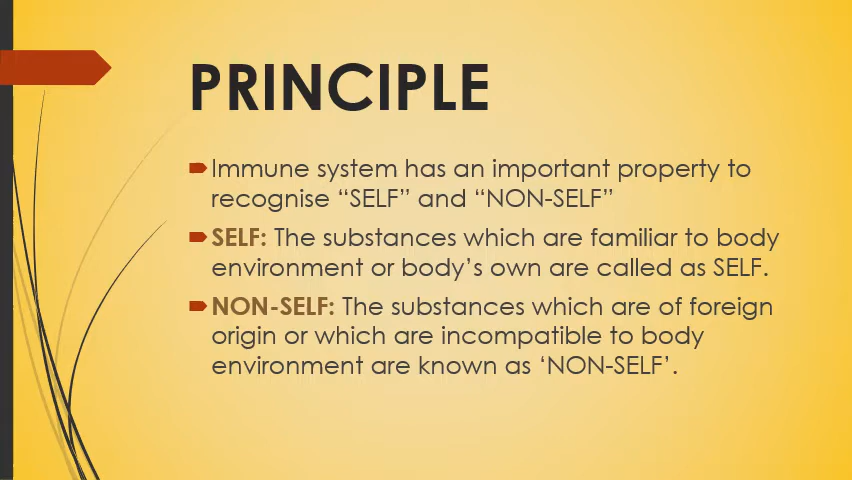 PRINCIPLE
Immune system has an important property to
recognise “SELF” and “NON-SELF”
SELF: The substances which are familiar to body
environment or body’s own are called as SELF.
NON-SELF: The substances which are of foreign
origin or which are incompatible to body
environment are known as ‘NON-SELF’.